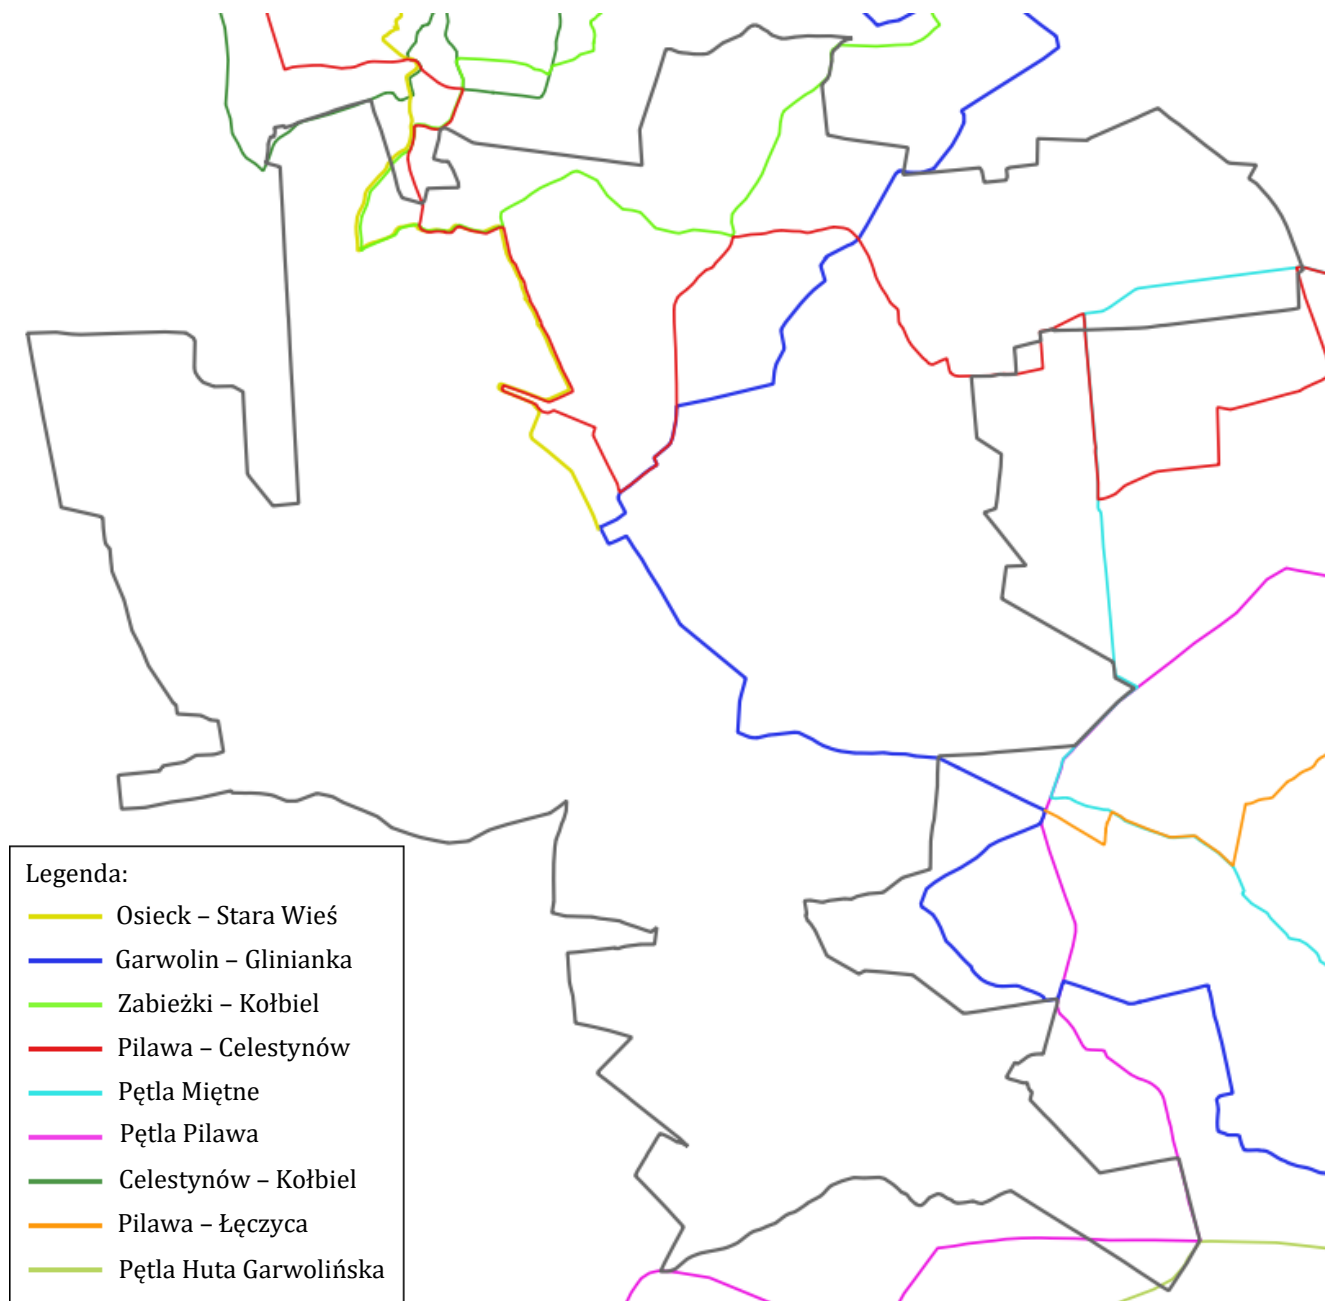 Legenda:
Osieck – Stara Wieś
Garwolin – Glinianka
Zabieżki – Kołbiel
Pilawa – Celestynów
Pętla Miętne
Pętla Pilawa
Celestynów – Kołbiel
Pilawa – Łęczyca
Pętla Huta Garwolińska